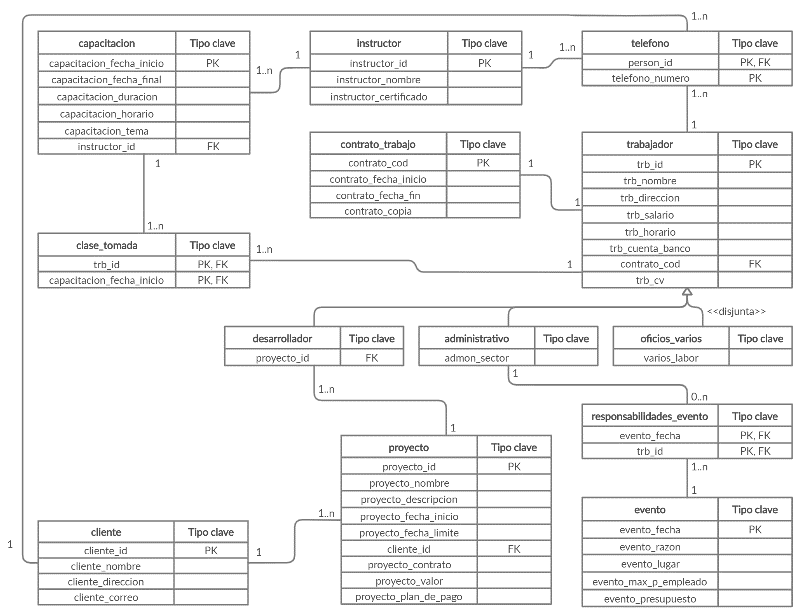 1..n
capacitacion Tipo clave
capacitacion_fecha_inicio PK
capacitacion_fecha_final
capacitacion_duracion
capacitacion_horario
capacitacion_tema
instructor_id FK
1..n
1
instructor Tipo clave
instructor_id PK
instructor_nombre
instructor_certificado
1
1..n
telefono Tipo clave
person_id PK, FK
telefono_numero PK
1..n
1
contrato_trabajo Tipo clave
contrato_cod PK
contrato_fecha_inicio
contrato_fecha_fin
contrato_copia
1
1
trabajador Tipo clave
trb_id PK
trb_nombre
trb_direccion
trb_salario
trb_horario
trb_cuenta_banco
contrato_cod FK
trb_cv
1
1..n
clase_tomada Tipo clave
trb_id PK, FK
capacitacion_fecha_inicio PK, FK
1..n
1
<<disjunta>>
desarrollador Tipo clave
proyecto_id FK
administrativo Tipo clave
admon_sector
oficios_varios Tipo clave
varios_labor
1..n
1
1
0..n
responsabilidades_evento Tipo clave
evento_fecha PK, FK
trb_id PK, FK
1..n
1
proyecto Tipo clave
proyecto_id PK
proyecto_nombre
proyecto_descripcion
proyecto_fecha_inicio
proyecto_fecha_limite
cliente_id FK
proyecto_contrato
proyecto_valor
proyecto_plan_de_pago
evento Tipo clave
evento_fecha PK
evento_razon
evento_lugar
evento_max_p_empleado
evento_presupuesto
1
cliente Tipo clave
cliente_id PK
cliente_nombre
cliente_direccion
cliente_correo
1
1..n